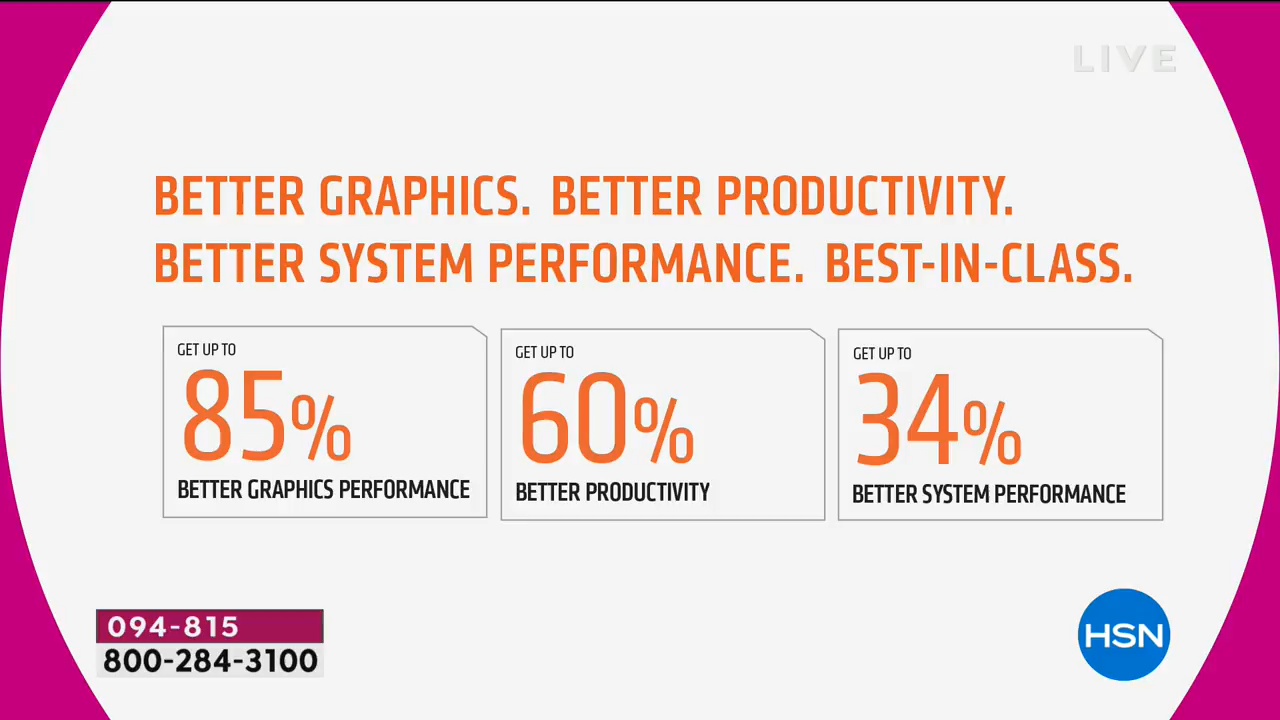 LIVE
BETTER GRAPHICS. BETTER PRODUCTIVITY.
BETTER SYSTEM PERFORMANCE. BEST-IN-CLASS.
GET UP TO
85%
BETTER GRAPHICS PERFORMANCE
GET UP TO
60%
BETTER PRODUCTIVITY
GET UP TO
34%
BETTER SYSTEM PERFORMANCE
094-815
800-284-3100
HSN